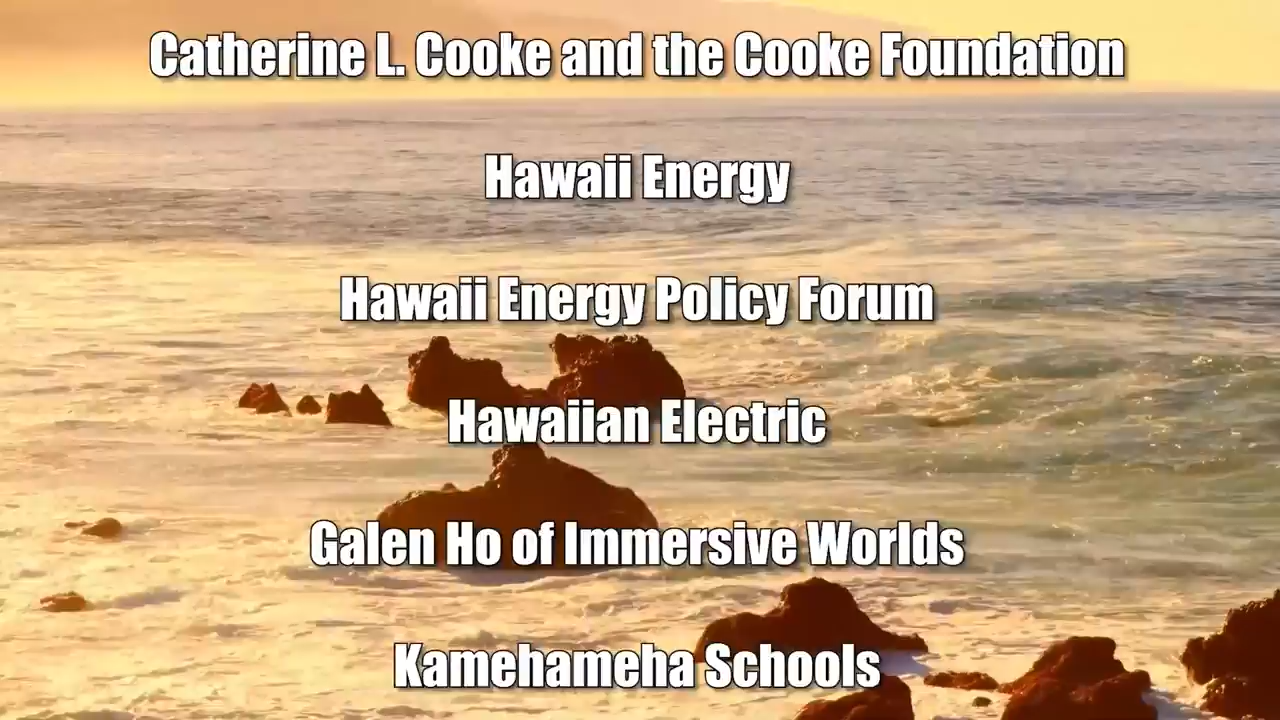 Catherine L. Cooke and the Cooke Foundation
Hawaii Energy
Hawaii Energy Policy Forum
Hawaiian Electric
Galen Ho of Immersive Worlds
Kamehameha Schools